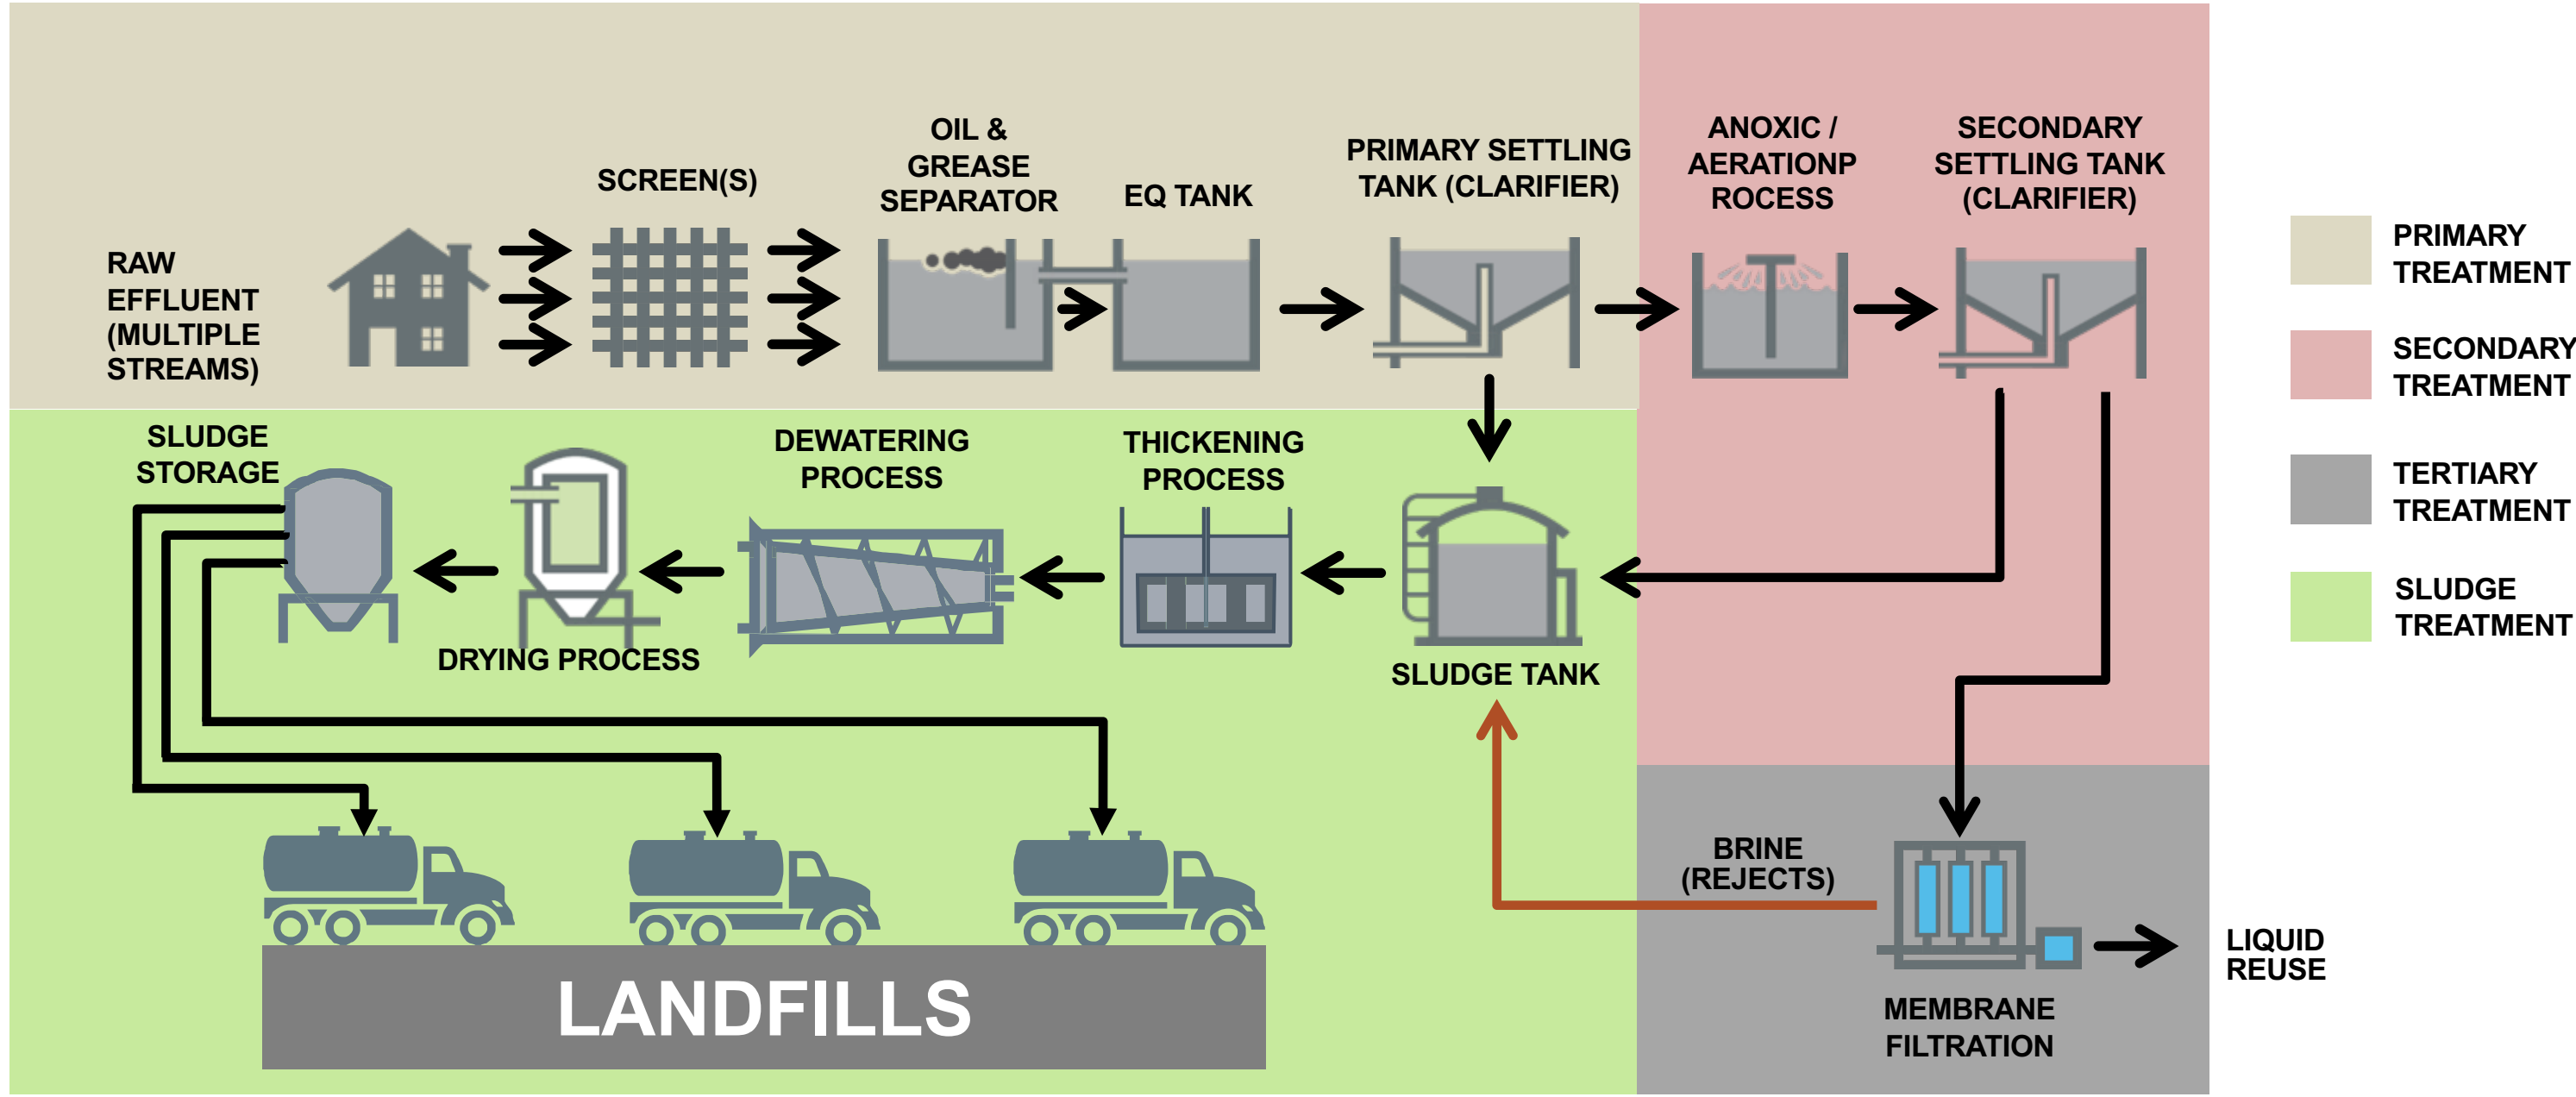 RAW
EFFLUENT
(MULTIPLE
STREAMS)
SCREEN(S)
OIL &
GREASE
SEPARATOR
EQ TANK
PRIMARY SETTLING
TANK (CLARIFIER)
ANOXIC /
AERATIONP
ROCESS
SECONDARY
SETTLING TANK
(CLARIFIER)
PRIMARY
TREATMENT
SECONDARY
TREATMENT
TERTIARY
TREATMENT
SLUDGE
TREATMENT
SLUDGE
STORAGE
DRYING PROCESS
DEWATERING
PROCESS
THICKENING
PROCESS
SLUDGE TANK
BRINE
(REJECTS)
MEMBRANE
FILTRATION
LIQUID
REUSE
LANDFILLS